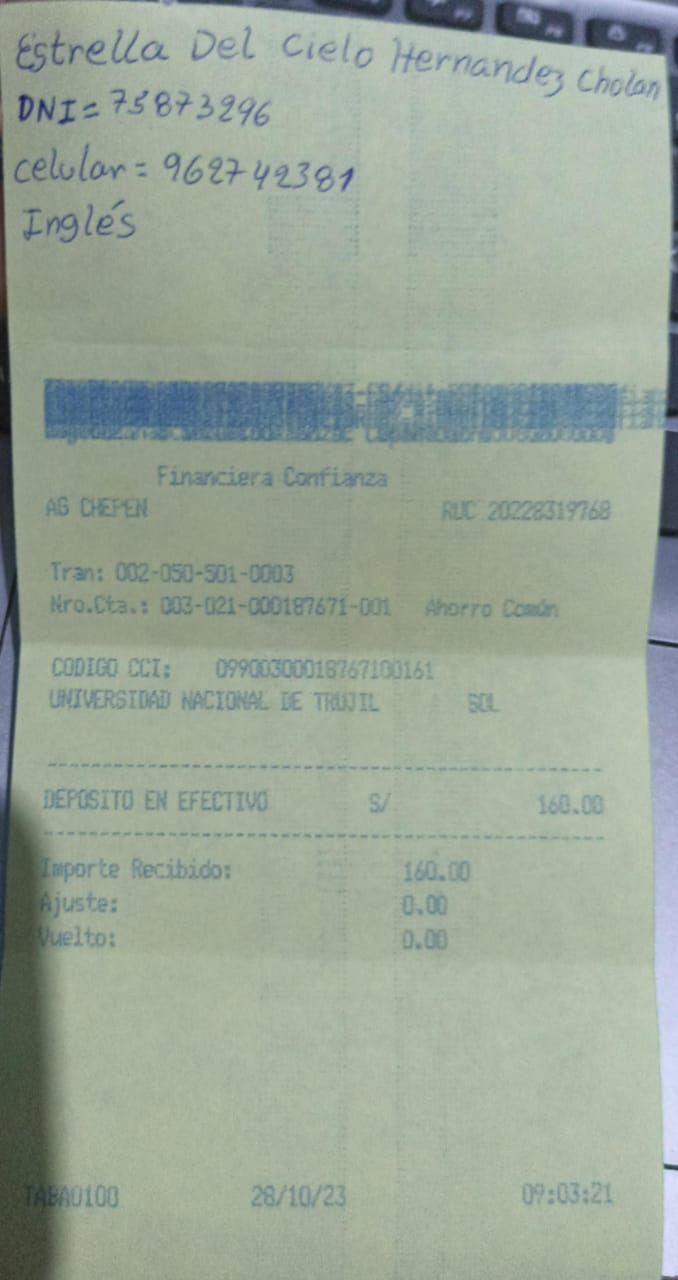 Estrella Del Cielo Hernandez Cholan
DNI = 75873296
celular = 962742381
Inglés
Financiera Confianza
AG CHEPEN RUC 20228319768
Tran: 002-050-501-0003
Nro.Cta.: 003-021-000187671-001 Ahorro Común
CODIGO CCI: 09900300018767100161
UNIVERSIDAD NACIONAL DE TRUJIL SOL
DEPOSITO EN EFECTIVO S/ 160.00
Importe Recibido: 160.00
Ajuste: 0.00
Vuelto: 0.00
TABA0100 28/10/23 09:03:21